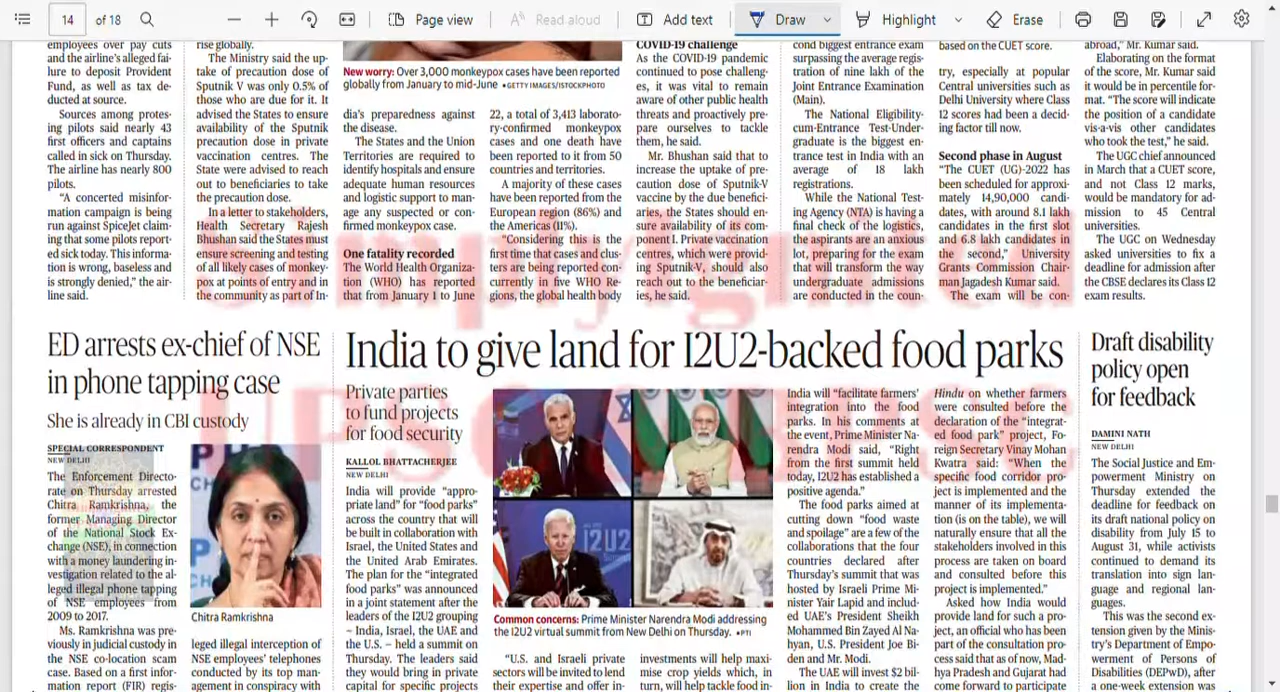 14 of 18
Page view
Read aloud
Add text
Draw
Highlight
Erase
employees over pay cuts
and the airline's alleged fai-
lure to deposit Provident
Fund, as well as tax de-
ducted at source.
Sources among protes-
ing pilots said nearly 43
first officers and captains
called in sick on Thursday.
The airline has nearly 800
pilots.
"A concerted misinfor-
mation campaign is being
run against SpiceJet claim-
ing that some pilots report-
ed sick today. This informa-
tion is wrong, baseless and
is strongly denied," the air-
line said.
rise globally.
The Ministry said the up-
take of precaution dose of
Sputnik V was only 0.5% of
those who are due for it. It
advised the States to ensure
availability of the Sputnik
precaution dose in private
vaccination centres. The
State were advised to reach
out to beneficiaries to take
the precaution dose.
In a letter to stakeholders,
Health Secretary Rajesh
Bhushan said the States must
ensure screening and testing
of all likely cases of monkey-
pox at points of entry and in
the community as part of In-
New worry: Over 3,000 monkeypox cases have been reported
globally from January to mid-June •GETTY IMAGES/ISTOCKPHOTO
dia's preparedness against
the disease.
The States and the Union
Territories are required to
identify hospitals and ensure
adequate human resources
and logistic support to man-
age any suspected or con-
firmed monkeypox case.
One fatality recorded
The World Health Organiza-
tion (WHO) has reported
that from January 1 to June
22, a total of 3,413 laborato-
ry-confirmed monkeypox
cases and one death have
been reported to it from 50
countries and territories.
A majority of these cases
have been reported from the
European region (86%) and
the Americas (11%).
"Considering this is the
first time that cases and clus-
ters are being reported con-
currently in five WHO Re-
gions, the global health body
COVID-19 challenge
As the COVID-19 pandemic
continued to pose challeng-
es, it was vital to remain
aware of other public health
threats and proactively pre-
pare ourselves to tackle
them, he said.
Mr. Bhushan said that to
increase the uptake of pre-
caution dose of Sputnik-V
vaccine by the due benefici-
aries, the States should en-
sure availability of its com-
ponent I. Private vaccination
centres, which were provid-
ing Sputnik-V, should also
reach out to the beneficiar-
ies, he said.
cond biggest entrance exam
surpassing the average regis-
tration of nine lakh of the
Joint Entrance Examination
(Main).
The National Eligibility-
cum-Entrance Test-Under-
graduate is the biggest en-
trance test in India with an
average of 18 lakh
registrations.
While the National Test-
ing Agency (NTA) is having a
final check of the logistics,
the aspirants are an anxious
lot, preparing for the exam
that will transform the way
undergraduate admissions
are conducted in the coun-
based on the CUET score.
try, especially at popular
Central universities such as
Delhi University where Class
12 scores had been a decid-
ing factor till now.
Second phase in August
"The CUET (UG)-2022 has
been scheduled for approxi-
mately 14,90,000 candi-
dates, with around 8.1 lakh
candidates in the first slot
and 6.8 lakh candidates in
the second," University
Grants Commission Chair-
man Jagadesh Kumar said.
The exam will be con-
abroad," Mr. Kumar said.
Elaborating on the format
of the score, Mr. Kumar said
it would be in percentile for-
mat. "The score will indicate
the position of a candidate
vis-a-vis other candidates
who took the test," he said.
The UGC chief announced
in March that a CUET score,
and not Class 12 marks,
would be mandatory for ad-
mission to 45 Central
universities.
The UGC on Wednesday
asked universities to fix a
deadline for admission after
the CBSE declares its Class 12
exam results.
ED arrests ex-chief of NSE
in phone tapping case
She is already in CBI custody
SPECIAL CORRESPONDENT
NEW DELHI
The Enforcement Directo-
rate on Thursday arrested
Chitra Ramkrishna, the
former Managing Director
of the National Stock Ex-
change (NSE), in connection
with a money laundering in-
vestigation related to the al-
leged illegal phone tapping
of NSE employees from
2009 to 2017.
Ms. Ramkrishna was pre-
viously in judicial custody in
the NSE co-location scam
case. Based on a first infor-
mation report (FIR) regis-
Chitra Ramkrishna
leged illegal interception of
NSE employees' telephones
conducted by its top man-
agement in conspiracy with
India to give land for I2U2-backed food parks
Private parties
to fund projects
for food security
KALLOL BHATTACHERJEE
NEW DELHI
India will provide "appro-
priate land" for "food parks"
across the country that will
be built in collaboration with
Israel, the United States and
the United Arab Emirates.
The plan for the "integrated
food parks" was announced
in a joint statement after the
leaders of the I2U2 grouping
– India, Israel, the UAE and
the U.S. – held a summit on
Thursday. The leaders said
they would bring in private
capital for specific projects
I2U2
Common concerns: Prime Minister Narendra Modi addressing
the I2U2 virtual summit from New Delhi on Thursday. •PTI
"U.S. and Israeli private
sectors will be invited to lend
their expertise and offer in-
investments will help maxi-
mise crop yields which, in
turn, will help tackle food in-
India will "facilitate farmers'
integration into the food
parks. In his comments at
the event, Prime Minister Na-
rendra Modi said, "Right
from the first summit held
today, I2U2 has established a
positive agenda."
The food parks aimed at
cutting down "food waste
and spoilage" are a few of the
collaborations that the four
countries declared after
Thursday's summit that was
hosted by Israeli Prime Mi-
nister Yair Lapid and includ-
ed UAE's President Sheikh
Mohammed Bin Zayed Al Na-
hyan, U.S. President Joe Bi-
den and Mr. Modi.
The UAE will invest $2 bil-
lion in India to create the
Hindu on whether farmers
were consulted before the
declaration of the "integrat-
ed food park" project, Fo-
reign Secretary Vinay Mohan
Kwatra said: "When the
specific food corridor pro-
ject is implemented and the
manner of its implementa-
tion (is on the table), we will
naturally ensure that all the
stakeholders involved in this
process are taken on board
and consulted before this
project is implemented."
Asked how India would
provide land for such a pro-
ject, an official who has been
part of the consultation pro-
cess said that as of now, Mad-
hya Pradesh and Gujarat had
come forward to participate
Draft disability
policy open
for feedback
DAMINI NATH
NEW DELHI
The Social Justice and Em-
powerment Ministry on
Thursday extended the
deadline for feedback on
its draft national policy on
disability from July 15 to
August 31, while activists
continued to demand its
translation into sign lan-
guage and regional lan-
guages.
This was the second ex-
tension given by the Minis-
try's Department of Empo-
werment of Persons of
Disabilities (DEPwD), after
a one-week extension was